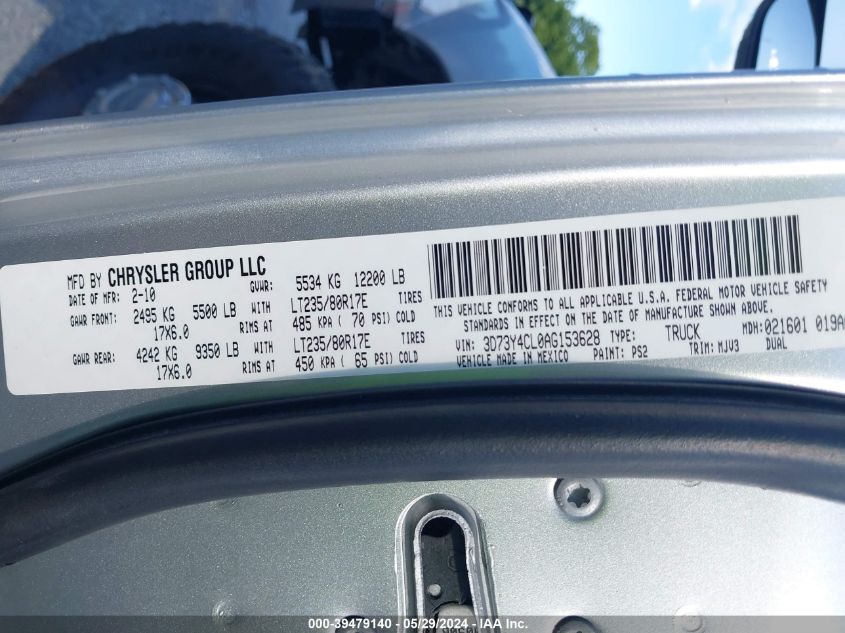 MFD BY CHRYSLER GROUP LLC
DATE OF MFR: 2-10 GVWR: 5534 KG 12200 LB
GAWR FRONT: 2495 KG 5500 LB WITH LT235/80R17E TIRES
17X6.0 RIMS AT 485 KPA ( 70 PSI) COLD
GAWR REAR: 4242 KG 9350 LB WITH LT235/80R17E TIRES
17X6.0 RIMS AT 450 KPA ( 65 PSI) COLD
THIS VEHICLE CONFORMS TO ALL APPLICABLE U.S.A. FEDERAL MOTOR VEHICLE SAFETY
STANDARDS IN EFFECT ON THE DATE OF MANUFACTURE SHOWN ABOVE.
VIN: 3D73Y4CL0AG153628 TYPE: TRUCK MDH: 021601 019A
VEHICLE MADE IN MEXICO PAINT: PS2 TRIM: MJV3 DUAL
000-39479140 - 05/29/2024 - IAA Inc.